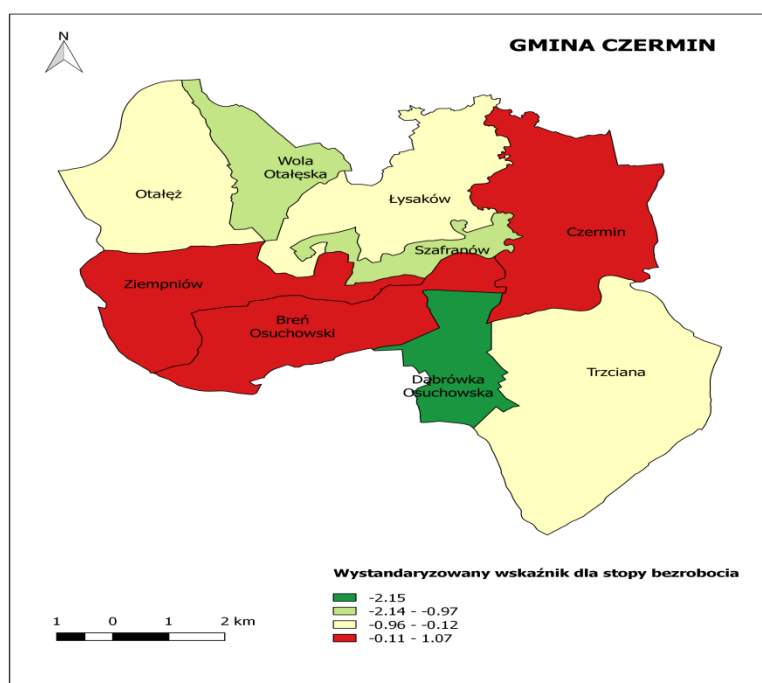 N
GMINA CZERMIN
Wola
Otałęska
Otałęż
Łysaków
Czermin
Szafranów
Ziempniów
Breń
Osuchowski
Trzciana
Dąbrówka
Osuchowska
Wystandaryzowany wskaźnik dla stopy bezrobocia
-2.15
-2.14 - -0.97
-0.96 - -0.12
-0.11 - 1.07
1 0 1 2 km